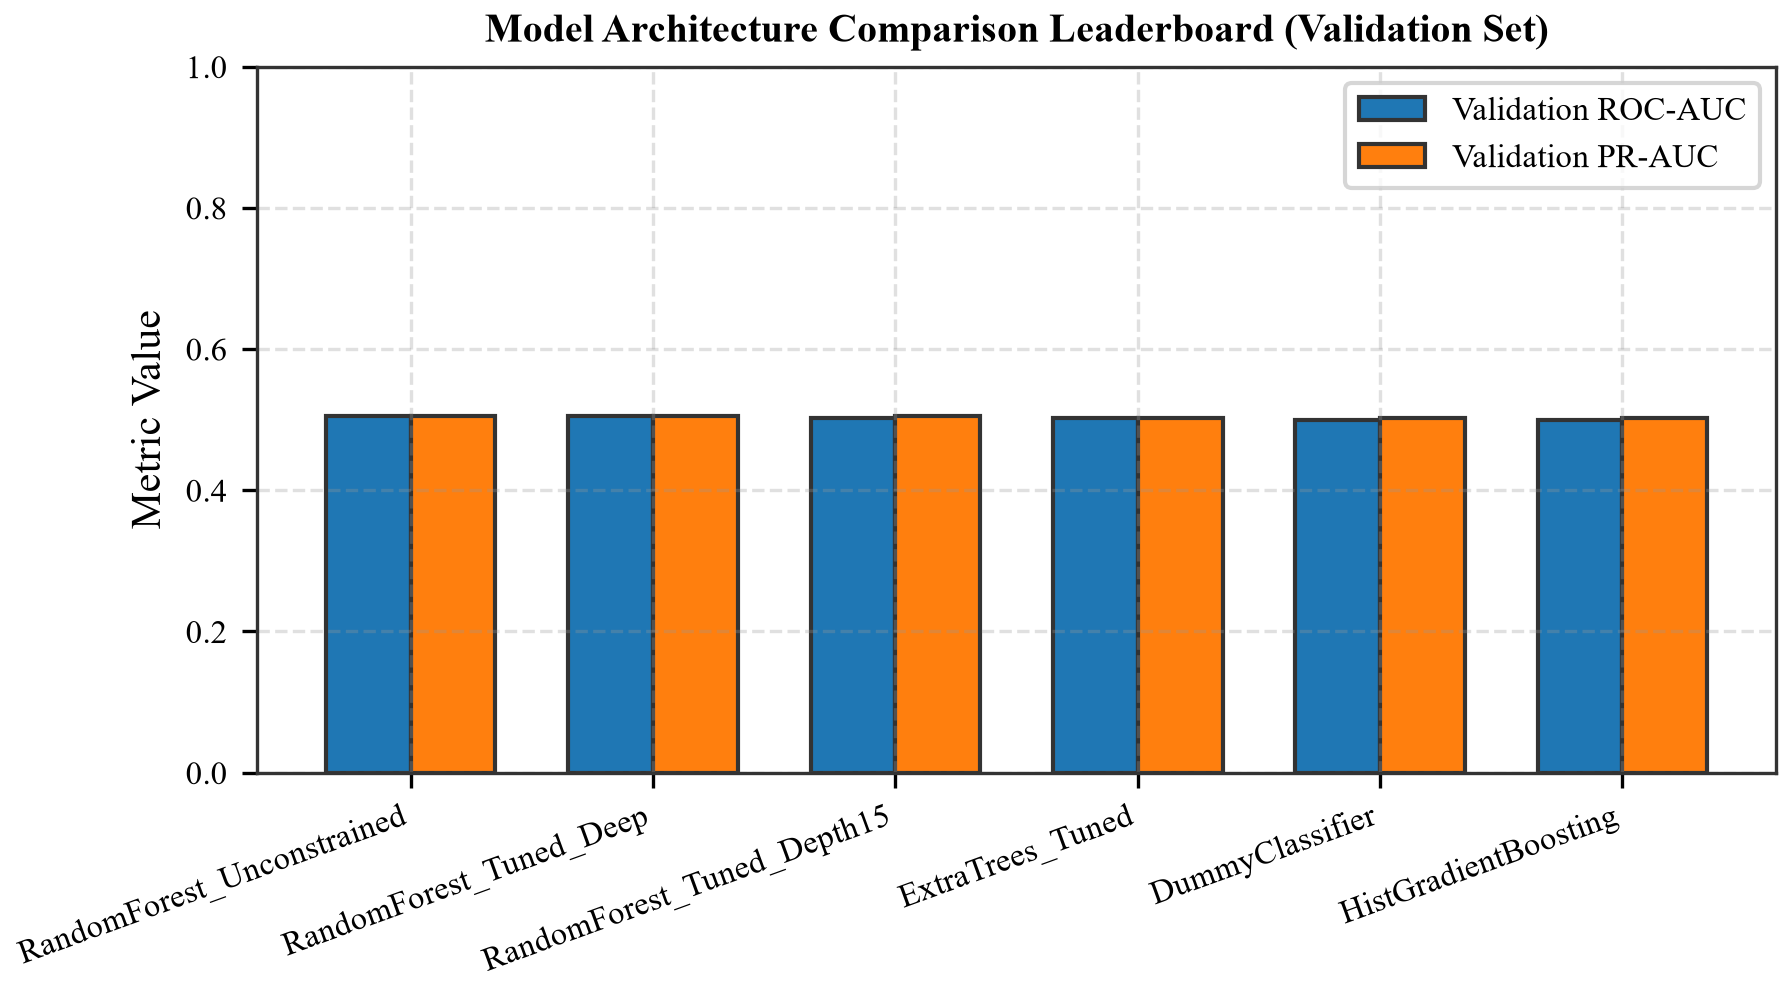 Model Architecture Comparison Leaderboard (Validation Set)
1.0
0.8
0.6
0.4
0.2
0.0
Metric Value
Validation ROC-AUC
Validation PR-AUC
RandomForest_Unconstrained
RandomForest_Tuned_Deep
RandomForest_Tuned_Depth15
ExtraTrees_Tuned
DummyClassifier
HistGradientBoosting